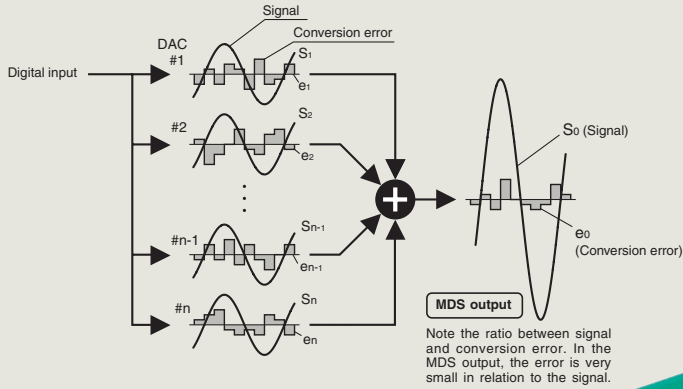 Signal
Conversion error
DAC
#1
S1
e1
Digital input
#2
S2
e2
S0 (Signal)
e0
(Conversion error)
#n-1
Sn-1
en-1
#n
Sn
en
MDS output
Note the ratio between signal
and conversion error. In the
MDS output, the error is very
small in relation to the signal.